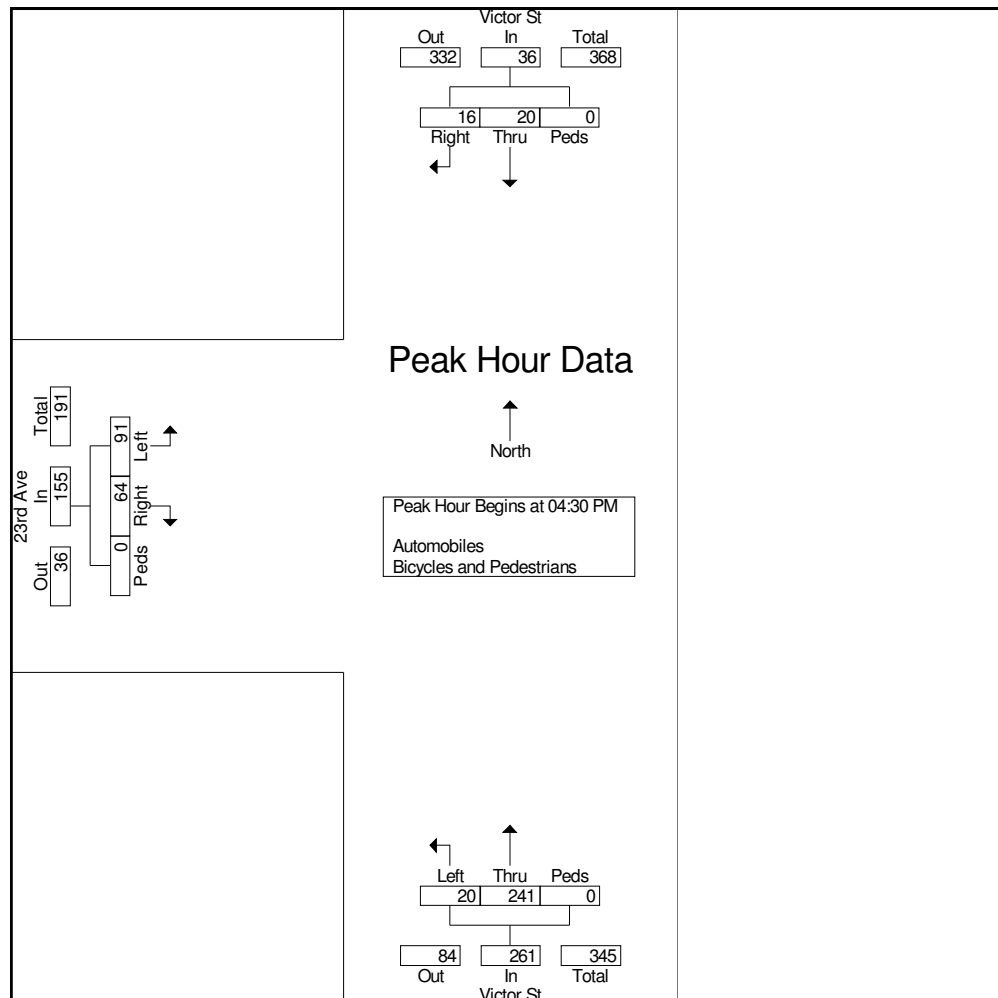 Victor St
Out In Total
332 36 368
16 20 0
Right Thru Peds
Peak Hour Data
North
Peak Hour Begins at 04:30 PM
Automobiles
Bicycles and Pedestrians
23rd Ave
Out In Total
36 155 191
0 64 91
Peds Right Left
Left Thru Peds
20 241 0
84 261 345
Out In Total
Victor St